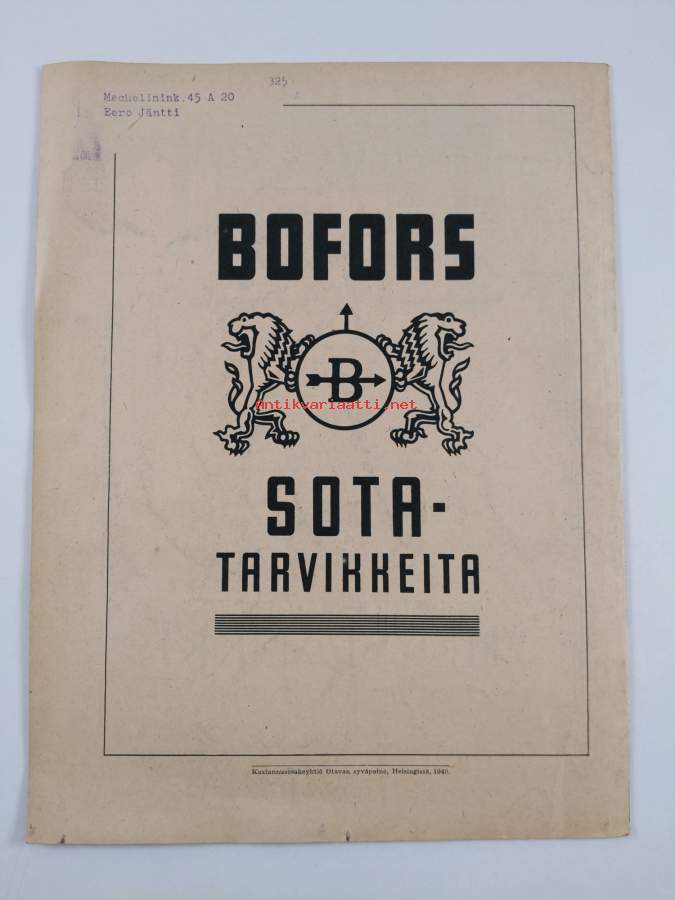 325
Mechelinink.45 A 20
Eero Jäntti
BOFORS
B
Antikvariaatti.net
SOTA-
TARVIKKEITA
Kustannusosakeyhtiö Otavan syväpaino, Helsingissä, 1940.